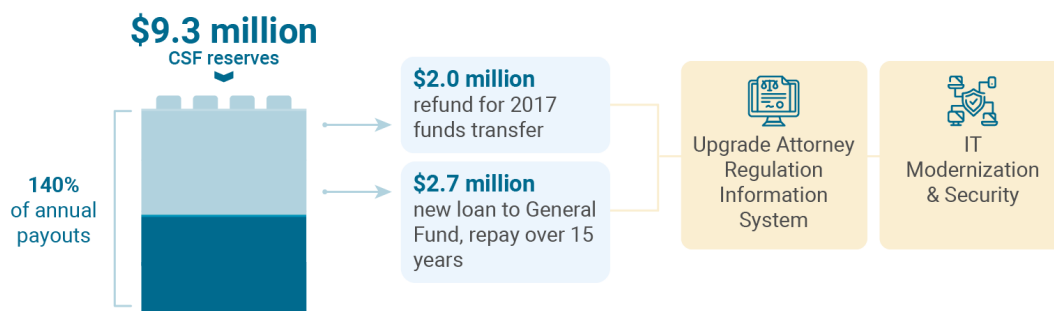 $9.3 million
CSF reserves
140%
of annual
payouts
$2.0 million
refund for 2017
funds transfer
$2.7 million
new loan to General
Fund, repay over 15
years
Upgrade Attorney
Regulation
Information
System
IT
Modernization
& Security